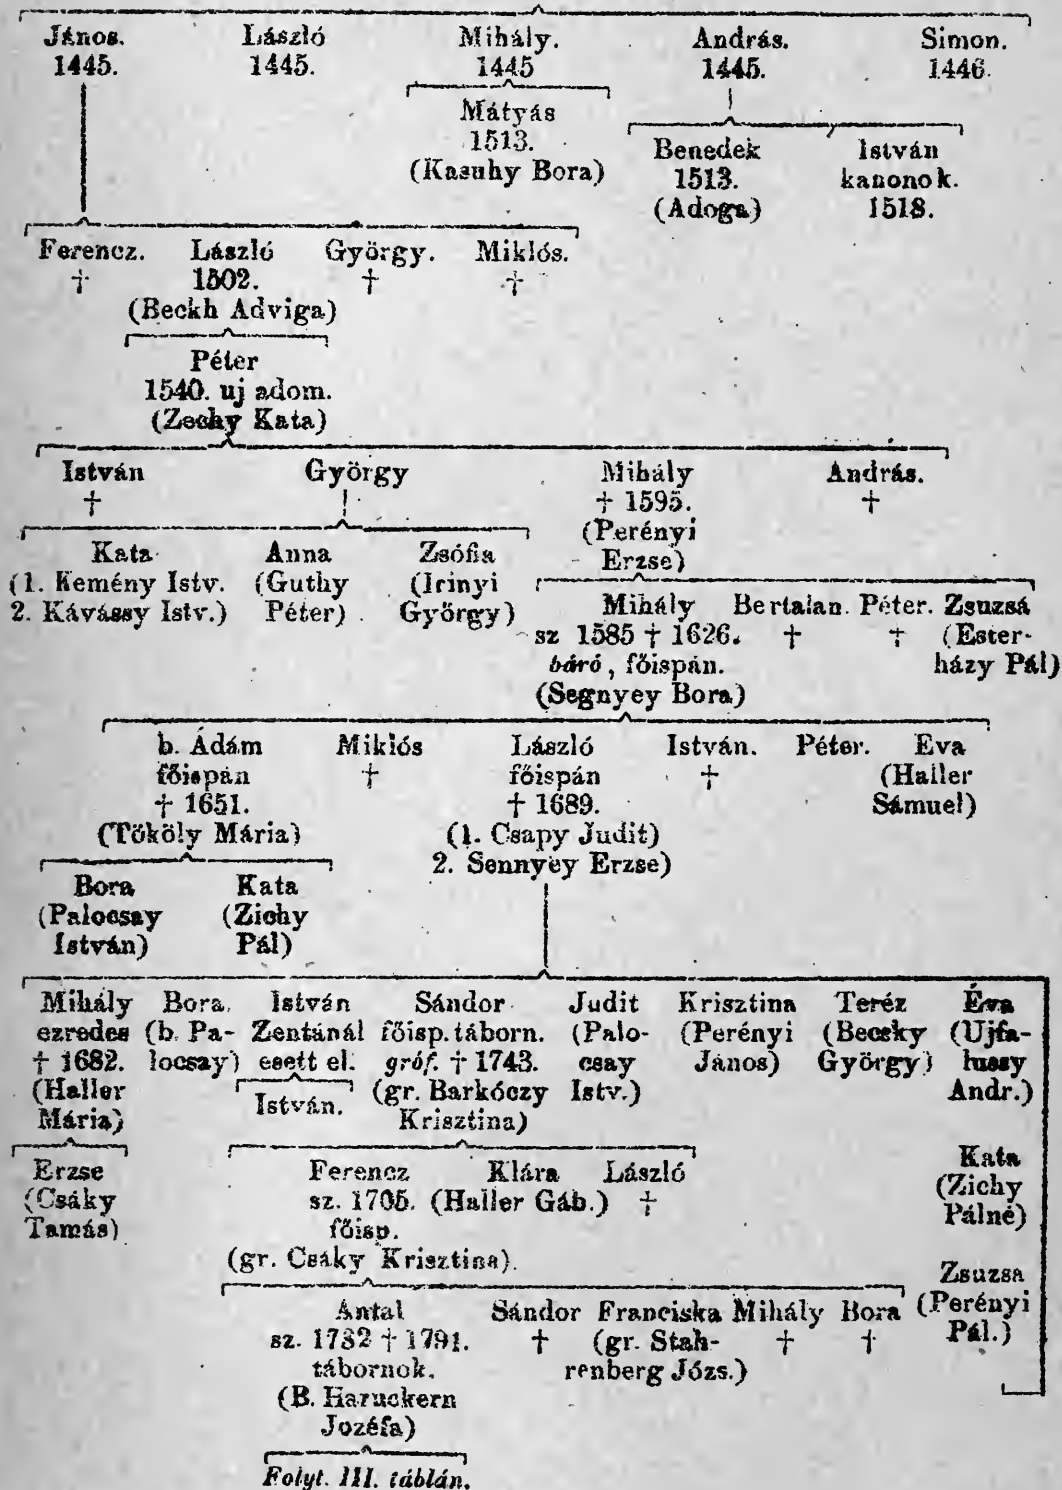 János. László Mihály. András. Simon.
1445. 1445. 1445 1445. 1446.
Mátyás
1513.
(Kasuhy Bora)
Benedek István
1513. kanonok.
(Adoga) 1518.
Ferencz. László György. Miklós.
† 1502. † †
(Beckh Adviga)
Péter
1540. uj adom.
(Zechy Kata)
István György Mihály András.
† † 1595. †
(Perényi
Erzse)
Kata Anna Zsófia
(1. Kemény Istv. (Guthy (Irinyi
2. Kávássy Istv.) Péter) György)
Mihály Bertalan. Péter. Zsuzsá
sz 1585 † 1626. † † (Ester-
báró, főispán. házy Pál)
(Segnyey Bora)
b. Ádám Miklós László István. Péter. Eva
főispán † főispán † (Haller
† 1651. † 1689. Sámuel)
(Tököly Mária) (1. Csapy Judit)
2. Sennyey Erzse)
Bora Kata
(Palocsay (Zichy
István) Pál)
Mihály Bora. István Sándor Judit Krisztina Teréz Éva
ezredes (b. Pa- Zentánál főisp. táborn. (Palo- (Perényi (Becsky (Ujfa-
† 1682. locsay) esett el. gróf. † 1743. csay János) György) lussy
(Haller István. (gr. Barkóczy Istv.) Andr.)
Mária) Krisztina)
Erzse Ferencz Klára László Kata
(Csáky sz. 1705. (Haller Gáb.) † (Zichy
Tamás) főisp. Pálné)
(gr. Csáky Krisztina).
Zsuzsa
Antal Sándor Franciska Mihály Bora (Perényi
sz. 1732 † 1791. † (gr. Stah- † † Pál.)
tábornok. renberg Józs.)
(B. Haruckern
Jozéfa)
Folyt. III. táblán.